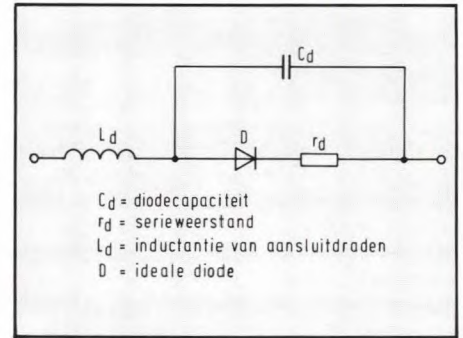 Cd
Ld
D
rd
Cd = diodecapaciteit
rd = serieweerstand
Ld = inductantie van aansluitdraden
D = ideale diode